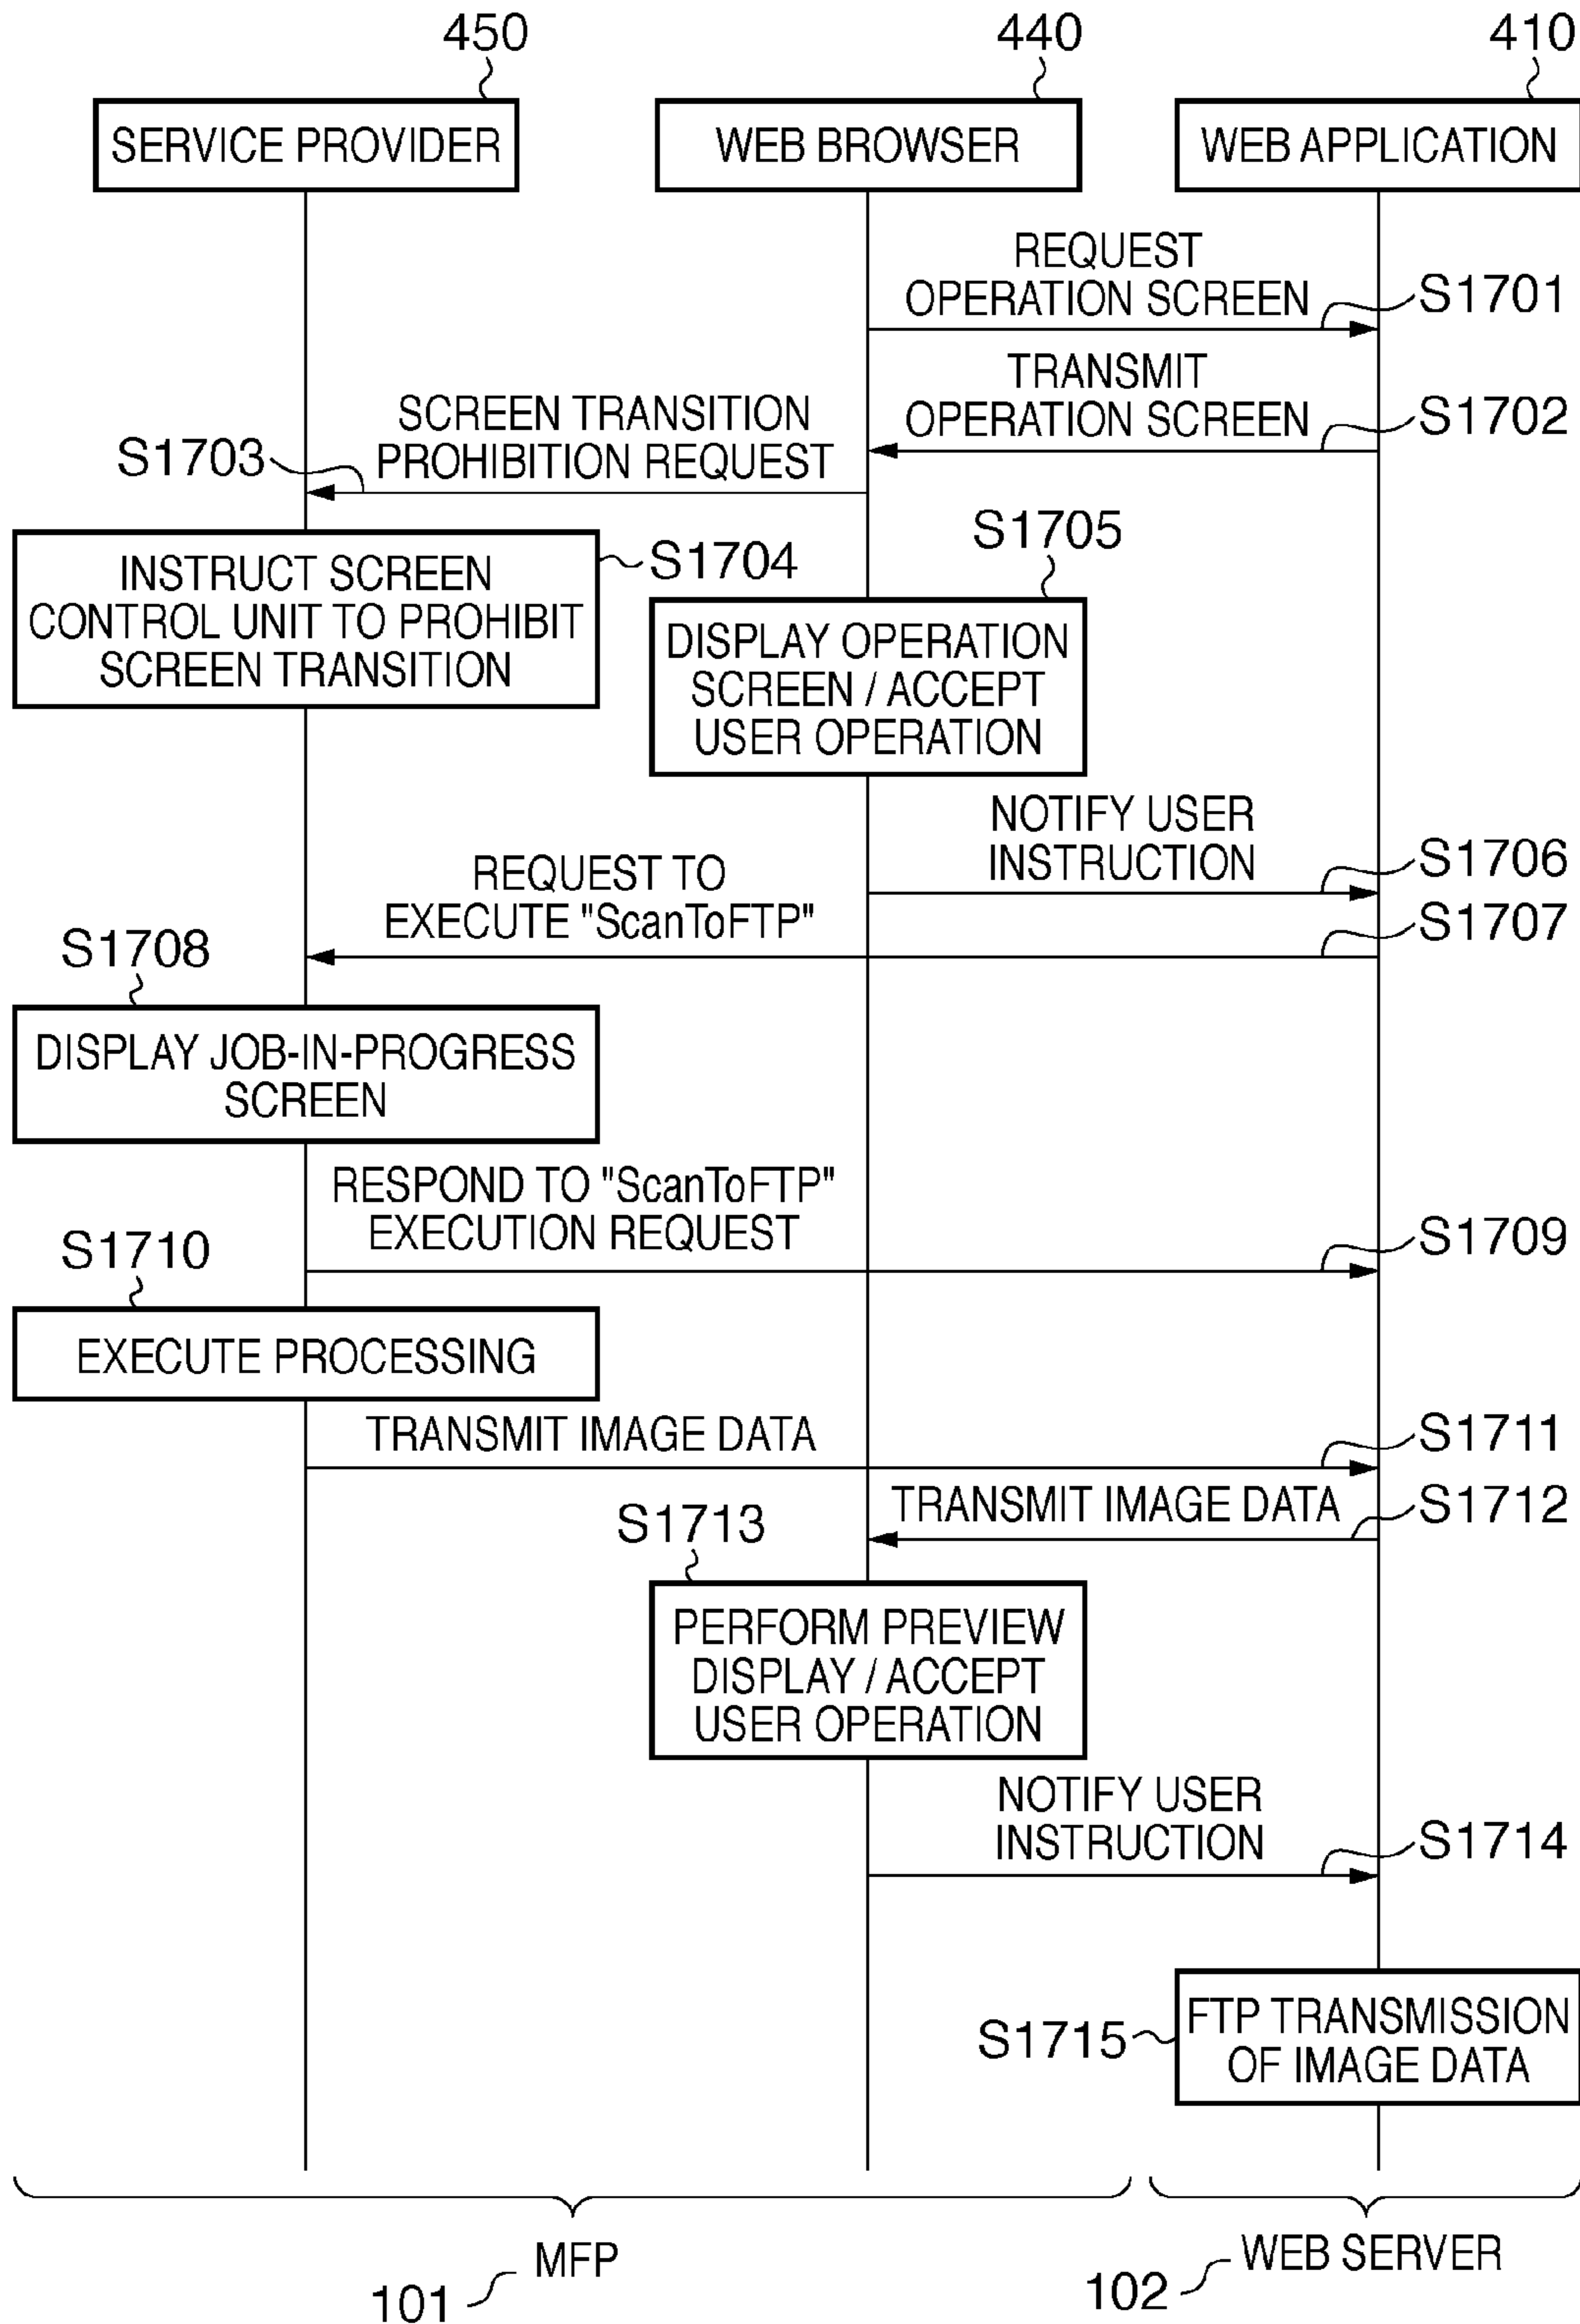 450
440
410
SERVICE PROVIDER
WEB BROWSER
WEB APPLICATION
REQUEST
OPERATION SCREEN
S1701
TRANSMIT
OPERATION SCREEN
S1702
SCREEN TRANSITION
PROHIBITION REQUEST
S1703
INSTRUCT SCREEN
CONTROL UNIT TO PROHIBIT
SCREEN TRANSITION
S1704
S1705
DISPLAY OPERATION
SCREEN / ACCEPT
USER OPERATION
NOTIFY USER
INSTRUCTION
S1706
REQUEST TO
EXECUTE "ScanToFTP"
S1707
S1708
DISPLAY JOB-IN-PROGRESS
SCREEN
RESPOND TO "ScanToFTP"
EXECUTION REQUEST
S1709
S1710
EXECUTE PROCESSING
TRANSMIT IMAGE DATA
S1711
TRANSMIT IMAGE DATA
S1712
S1713
PERFORM PREVIEW
DISPLAY / ACCEPT
USER OPERATION
NOTIFY USER
INSTRUCTION
S1714
S1715
FTP TRANSMISSION
OF IMAGE DATA
MFP
101
WEB SERVER
102